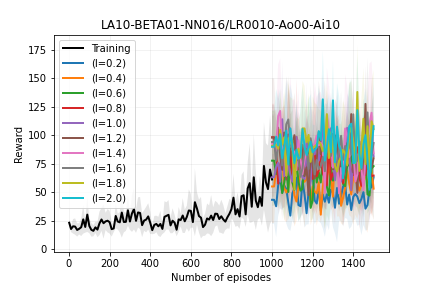 LA10-BETA01-NN016/LR0010-Ao00-Ai10
Reward
175
150
125
100
75
50
25
0
Training
(l=0.2)
(l=0.4)
(l=0.6)
(l=0.8)
(l=1.0)
(l=1.2)
(l=1.4)
(l=1.6)
(l=1.8)
(l=2.0)
0 200 400 600 800 1000 1200 1400
Number of episodes